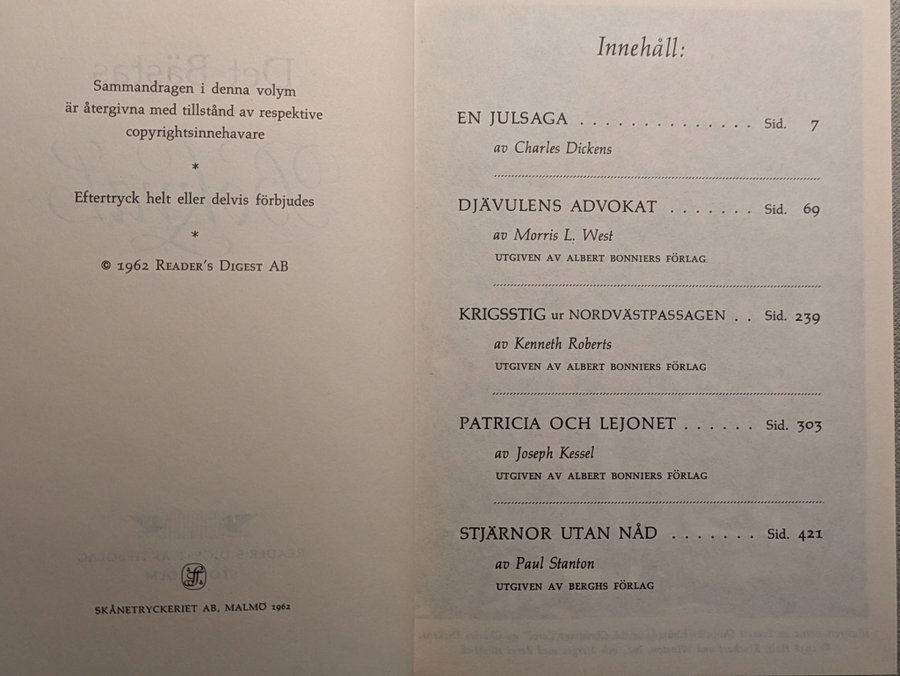 Sammandragen i denna volym
är återgivna med tillstånd av respektive
copyrightsinnehavare
*
Eftertryck helt eller delvis förbjudes
*
© 1962 READER'S DIGEST AB
SKÅNETRYCKERIET AB, MALMÖ 1962
Innehåll:
EN JULSAGA . . . . . . . . . . . . . . Sid. 7
av Charles Dickens
DJÄVULENS ADVOKAT . . . . . . . Sid. 69
av Morris L. West
UTGIVEN AV ALBERT BONNIERS FÖRLAG
KRIGSSTIG ur NORDVÄSTPASSAGEN . . Sid. 239
av Kenneth Roberts
UTGIVEN AV ALBERT BONNIERS FÖRLAG
PATRICIA OCH LEJONET . . . . . . Sid. 303
av Joseph Kessel
UTGIVEN AV ALBERT BONNIERS FÖRLAG
STJÄRNOR UTAN NÅD . . . . . . . Sid. 421
av Paul Stanton
UTGIVEN AV BERGHS FÖRLAG